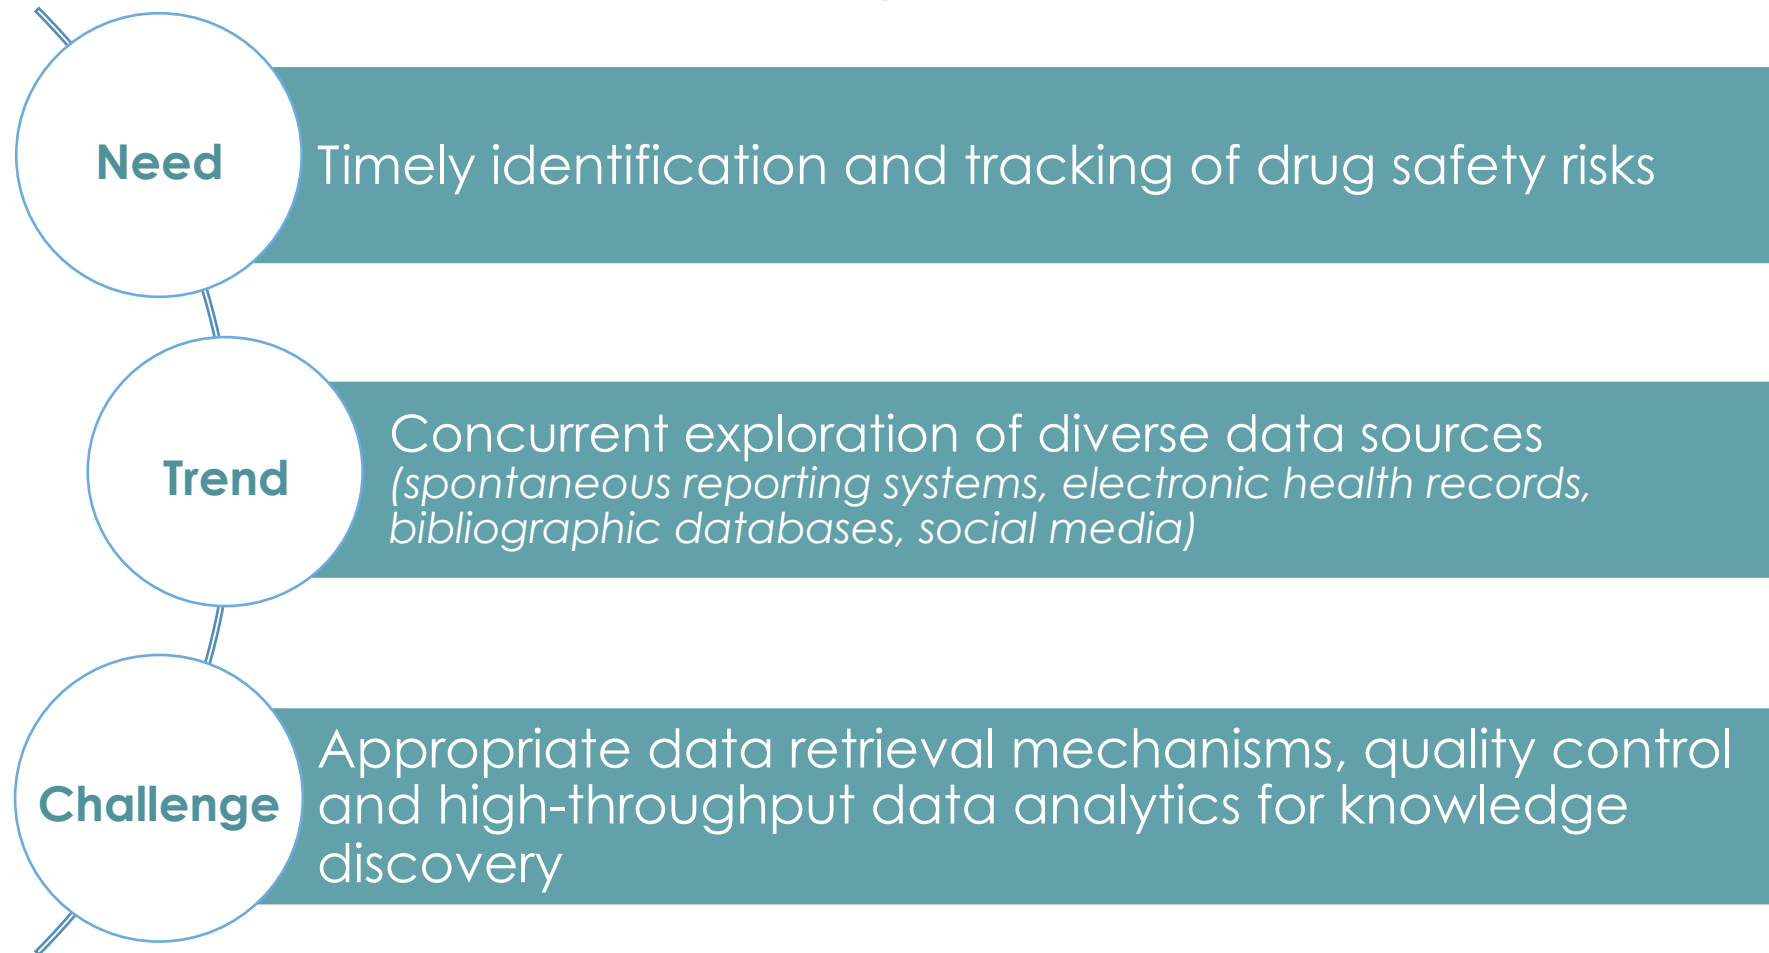 Need
Timely identification and tracking of drug safety risks
Trend
Concurrent exploration of diverse data sources
(spontaneous reporting systems, electronic health records,
bibliographic databases, social media)
Challenge
Appropriate data retrieval mechanisms, quality control
and high-throughput data analytics for knowledge
discovery